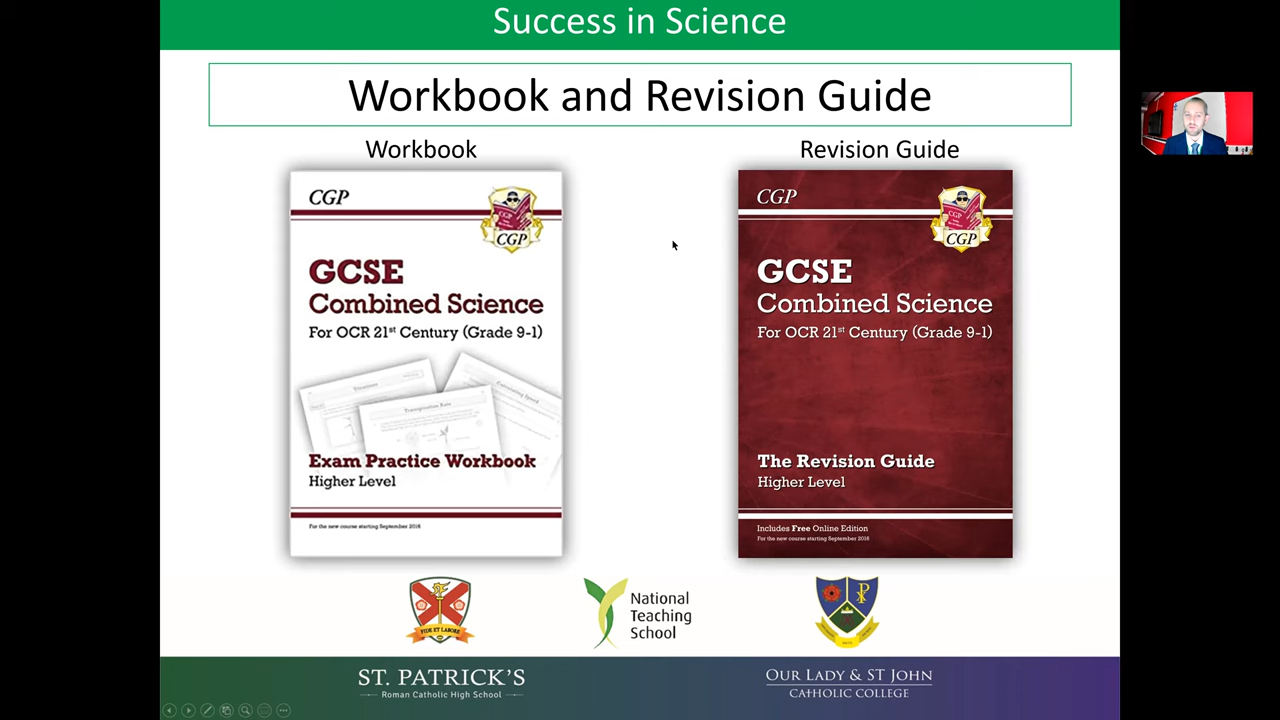 Success in Science
Workbook and Revision Guide
Workbook
Revision Guide
CGP
CGP
CGP
GCSE
Combined Science
For OCR 21st Century (Grade 9-1)
Exam Practice Workbook
Higher Level
For the new course starting September 2016
CGP
CGP
CGP
GCSE
Combined Science
For OCR 21st Century (Grade 9-1)
The Revision Guide
Higher Level
Includes Free Online Edition
For the new course starting September 2016
FIDE ET LABORE
National
Teaching
School
ST. PATRICK'S
Roman Catholic High School
OUR LADY & ST JOHN
CATHOLIC COLLEGE